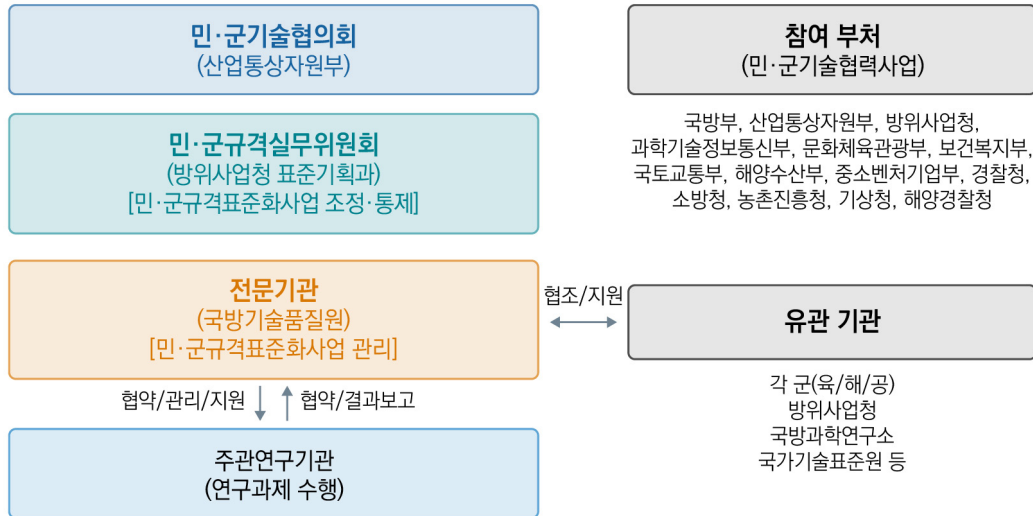 민·군기술협의회
(산업통상자원부)
민·군규격실무위원회
(방위사업청 표준기획과)
[민·군규격표준화사업 조정·통제]
전문기관
(국방기술품질원)
[민·군규격표준화사업 관리]
협약/관리/지원
협약/결과보고
주관연구기관
(연구과제 수행)
협조/지원
참여 부처
(민·군기술협력사업)
국방부, 산업통상자원부, 방위사업청,
과학기술정보통신부, 문화체육관광부, 보건복지부,
국토교통부, 해양수산부, 중소벤처기업부, 경찰청,
소방청, 농촌진흥청, 기상청, 해양경찰청
유관 기관
각 군(육/해/공)
방위사업청
국방과학연구소
국가기술표준원 등